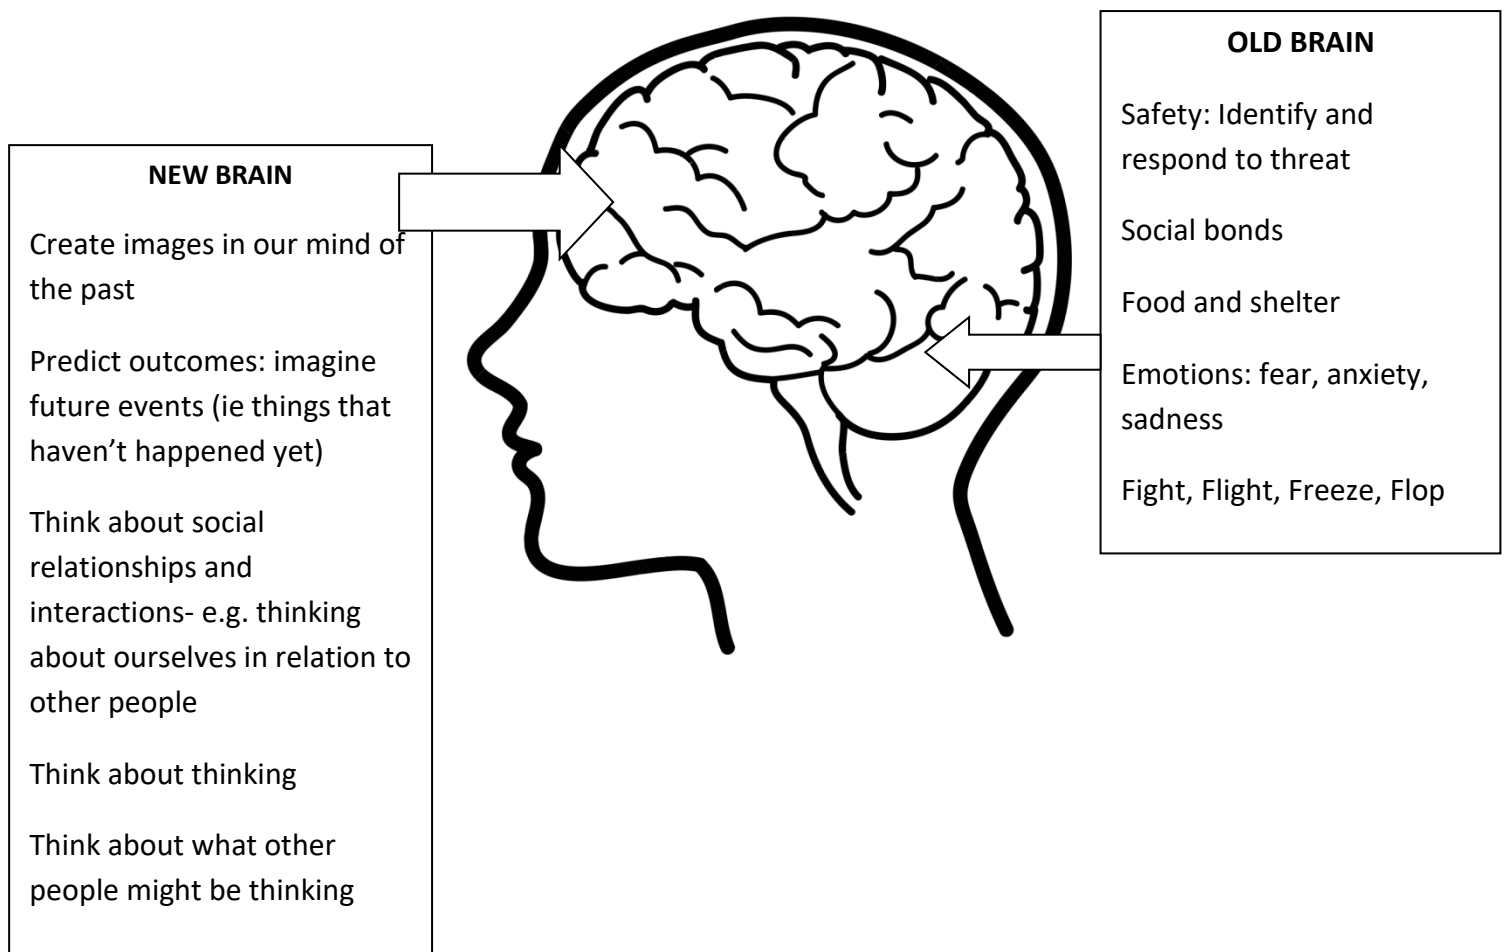 NEW BRAIN
Create images in our mind of
the past
Predict outcomes: imagine
future events (ie things that
haven’t happened yet)
Think about social
relationships and
interactions- e.g. thinking
about ourselves in relation to
other people
Think about thinking
Think about what other
people might be thinking
OLD BRAIN
Safety: Identify and
respond to threat
Social bonds
Food and shelter
Emotions: fear, anxiety,
sadness
Fight, Flight, Freeze, Flop